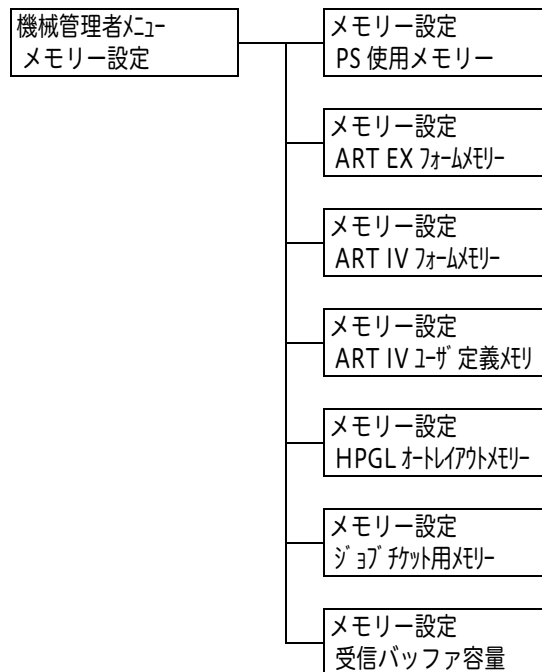 機械管理者ﾒﾆｭｰ
メモリー設定
メモリー設定
PS 使用メモリー
メモリー設定
ART EX ﾌｫｰﾑﾒﾓﾘｰ
メモリー設定
ART IV ﾌｫｰﾑﾒﾓﾘｰ
メモリー設定
ART IV ﾕｰｻﾞ定義ﾒﾓﾘ
メモリー設定
HPGL ｵｰﾄﾚｲｱｳﾄﾒﾓﾘｰ
メモリー設定
ｼﾞｮﾌﾞﾁｹｯﾄ用ﾒﾓﾘｰ
メモリー設定
受信バッファ容量